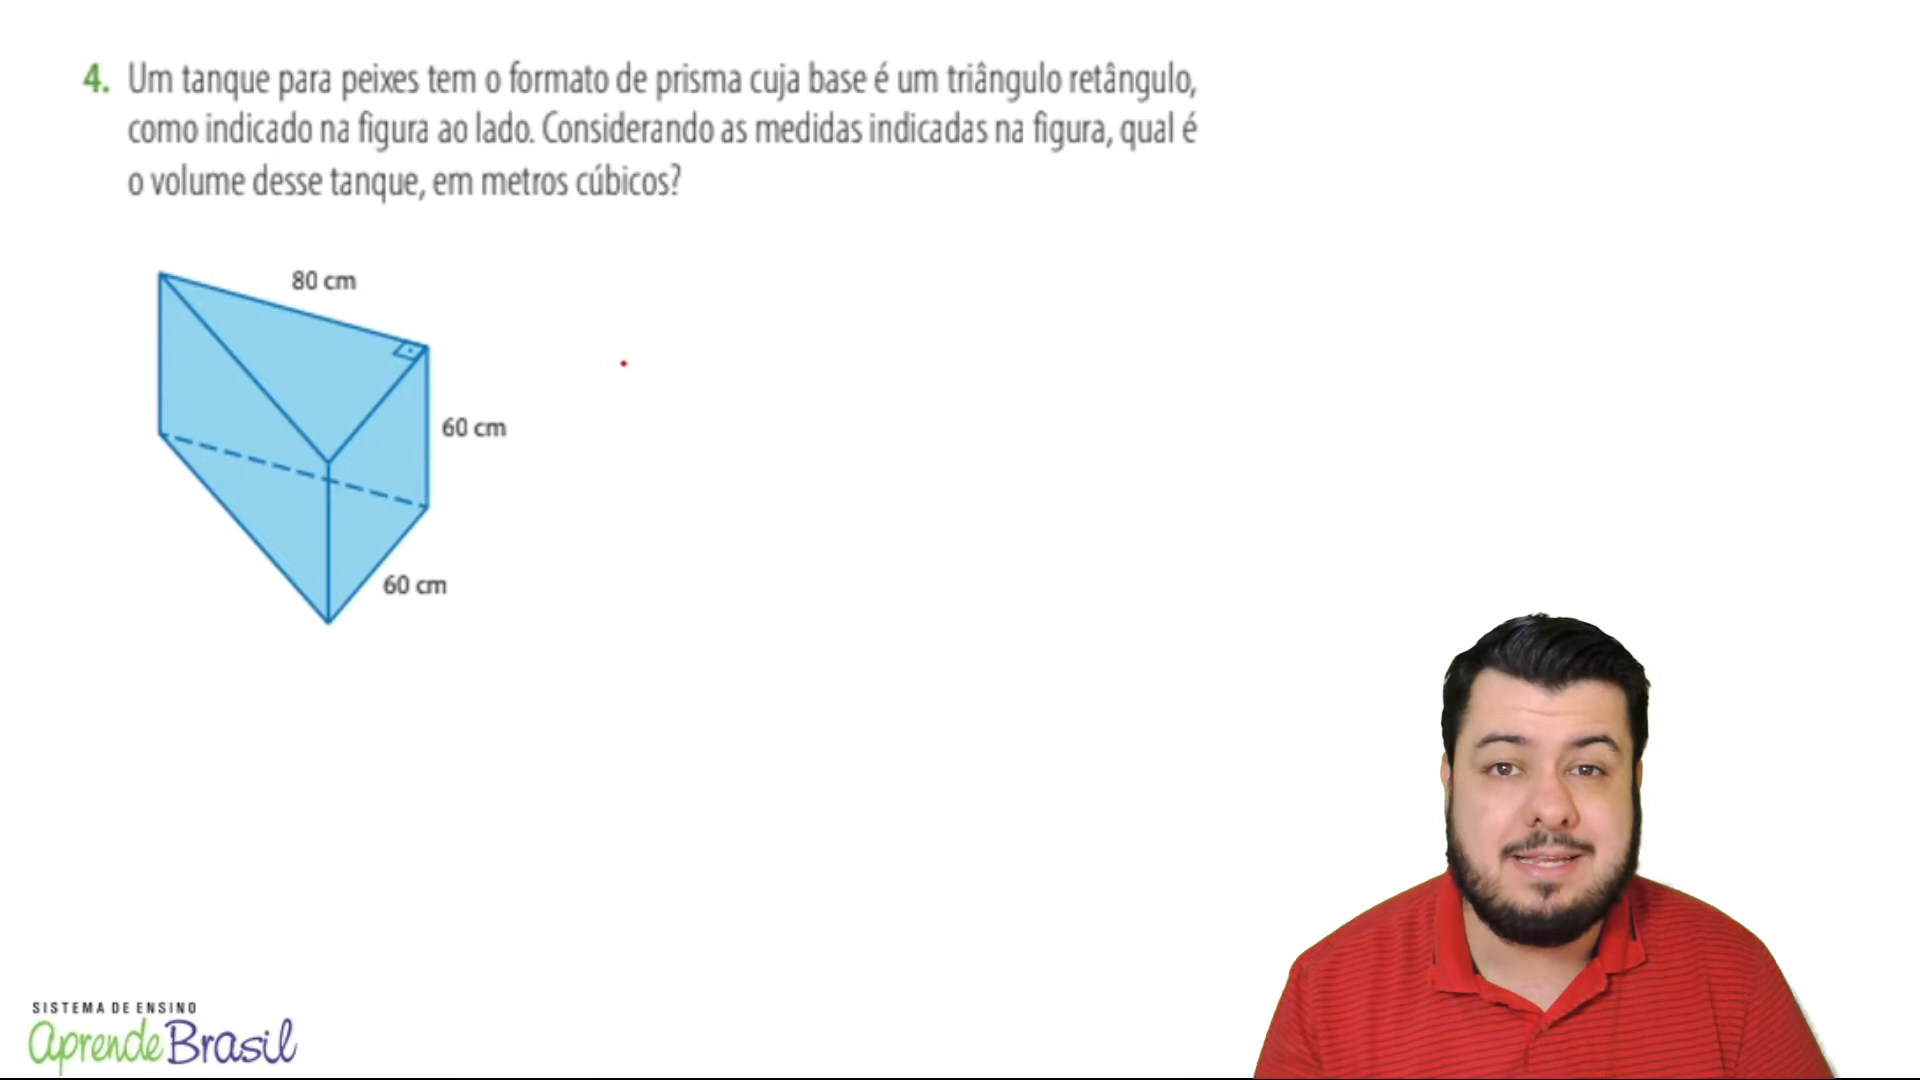 4. Um tanque para peixes tem o formato de prisma cuja base é um triângulo retângulo,
como indicado na figura ao lado. Considerando as medidas indicadas na figura, qual é
o volume desse tanque, em metros cúbicos?
80 cm
60 cm
60 cm
SISTEMA DE ENSINO
aprende Brasil